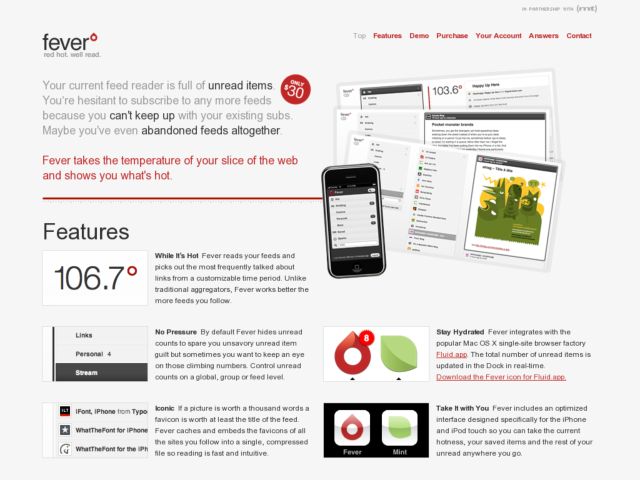 IN PARTNERSHIP WITH (mt)
fever°
red hot. well read.
Top Features Demo Purchase Your Account Answers Contact
Your current feed reader is full of unread items.
You're hesitant to subscribe to any more feeds
because you can't keep up with your existing subs.
Maybe you've even abandoned feeds altogether.
ONLY
$30
Fever takes the temperature of your slice of the web
and shows you what's hot.
103.6°
Happy Up Here
Pocket monster brands
Fever
Features
106.7°
While It's Hot Fever reads your feeds and
picks out the most frequently talked about
links from a customizable time period. Unlike
traditional aggregators, Fever works better the
more feeds you follow.
Links
Personal 4
Stream
No Pressure By default Fever hides unread
counts to spare you unsavory unread item
guilt but sometimes you want to keep an eye
on those climbing numbers. Control unread
counts on a global, group or feed level.
8
Stay Hydrated Fever integrates with the
popular Mac OS X single-site browser factory
Fluid app. The total number of unread items is
updated in the Dock in real-time.
Download the Fever icon for Fluid app.
iFont, iPhone from Typo
WhatTheFont for iPhone
WhatTheFont for the iPh
Iconic If a picture is worth a thousand words a
favicon is worth at least the title of the feed.
Fever caches and embeds the favicons of all
the sites you follow into a single, compressed
file so reading is fast and intuitive.
Fever
Mint
Take it with You Fever includes an optimized
interface designed specifically for the iPhone
and iPod touch so you can take the current
hotness, your saved items and the rest of your
unread anywhere you go.